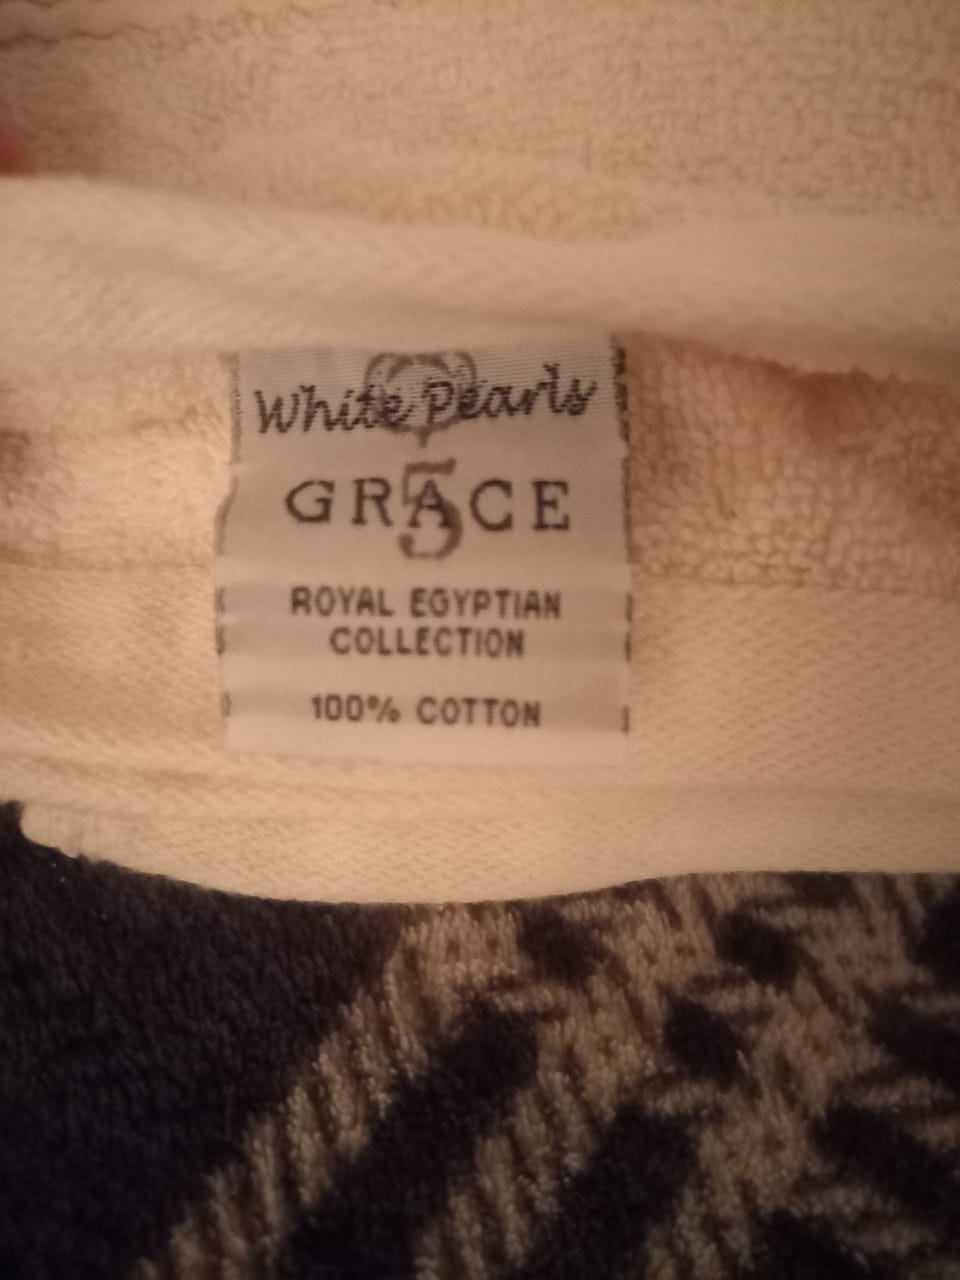 White Pearls
GRACE
5
ROYAL EGYPTIAN
COLLECTION
100% COTTON